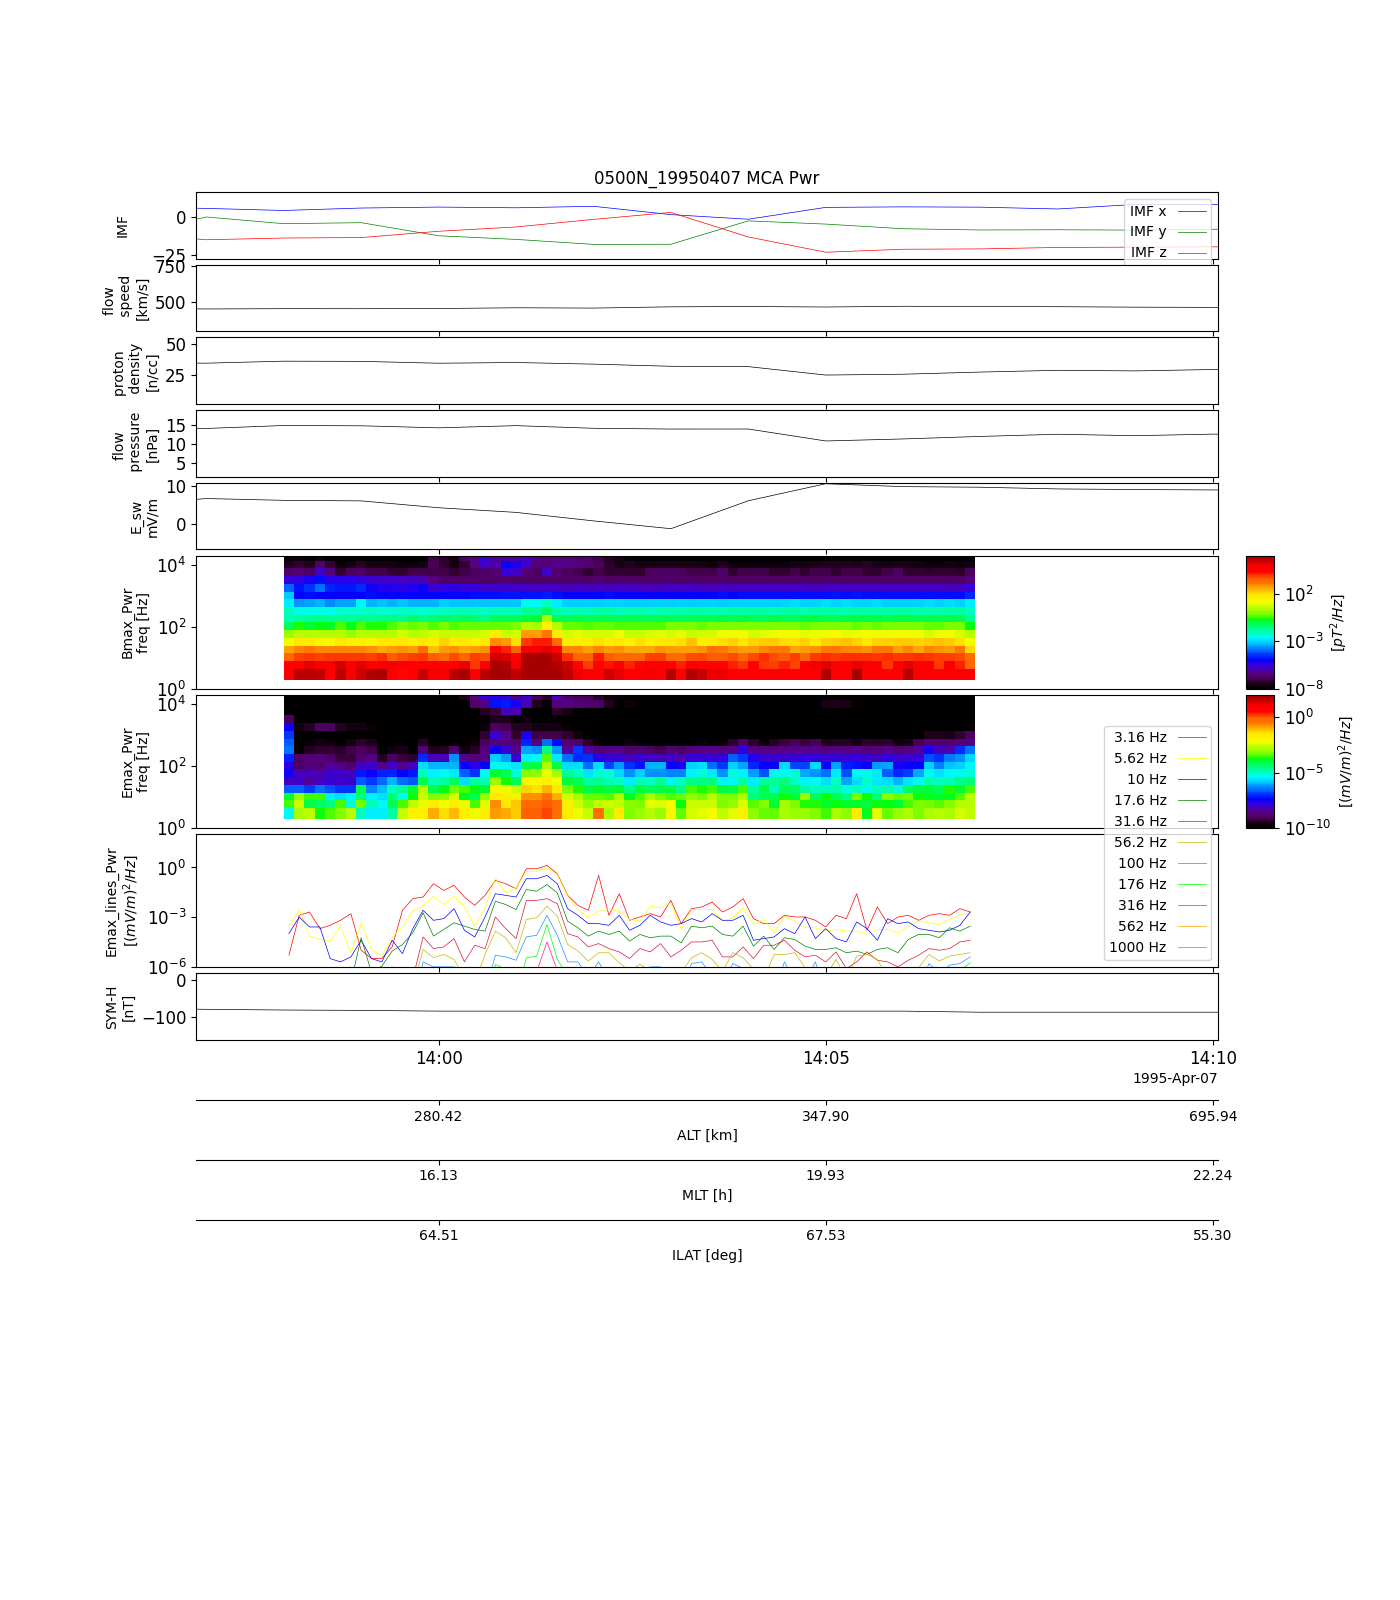 0500N_19950407 MCA Pwr
IMF
0
−25
IMF x
IMF y
IMF z
flow
speed
[km/s]
750
500
proton
density
[n/cc]
50
25
flow
pressure
[nPa]
15
10
5
E_sw
mV/m
10
0
Bmax_Pwr
freq [Hz]
10^4
10^2
10^0
10^2
10^−3
10^−8
[pT^2/Hz]
Emax_Pwr
freq [Hz]
10^4
10^2
10^0
10^0
10^−5
10^−10
[(mV/m)^2/Hz]
3.16 Hz
5.62 Hz
10 Hz
17.6 Hz
31.6 Hz
56.2 Hz
100 Hz
176 Hz
316 Hz
562 Hz
1000 Hz
Emax_lines_Pwr
[(mV/m)^2/Hz]
10^0
10^−3
10^−6
SYM-H
[nT]
0
−100
14:00 14:05 14:10
1995-Apr-07
280.42 347.90 695.94
ALT [km]
16.13 19.93 22.24
MLT [h]
64.51 67.53 55.30
ILAT [deg]